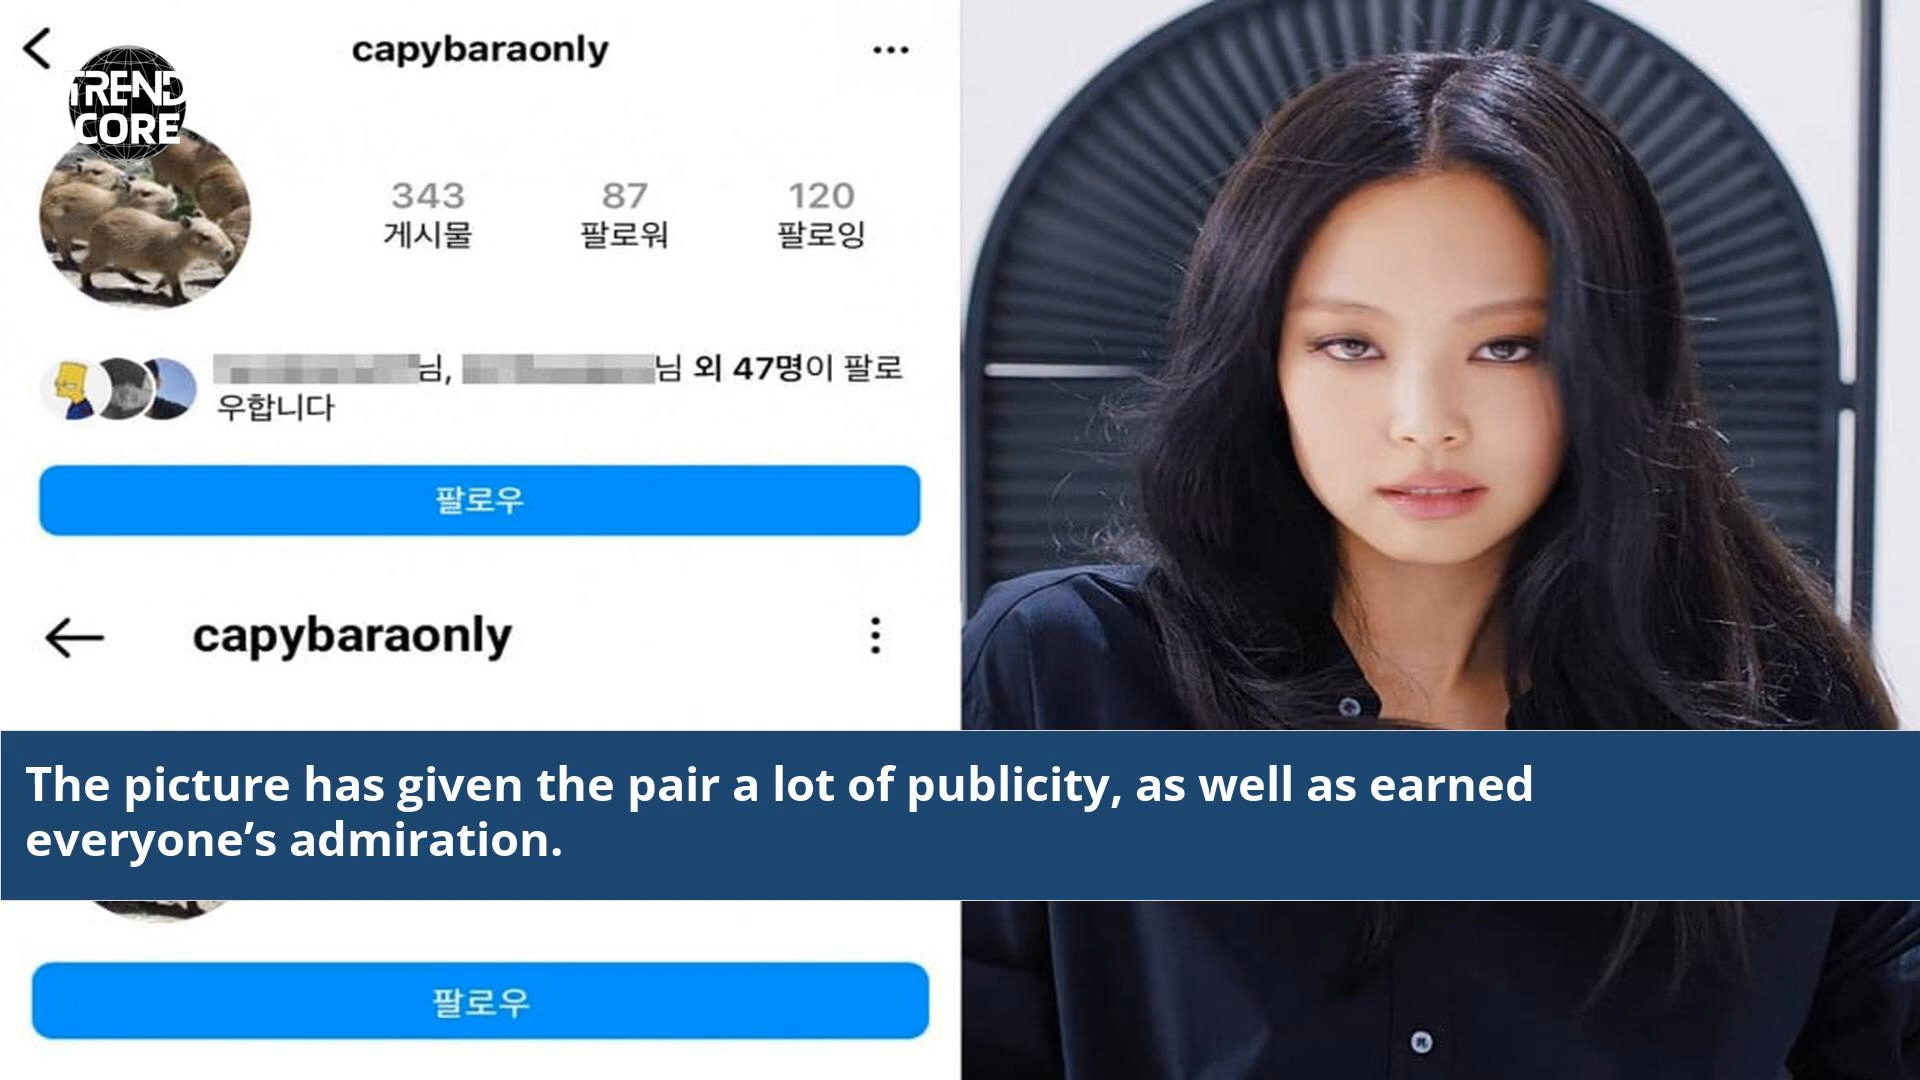 capybaraonly
TREND
CORE
343 87 120
게시물 팔로워 팔로잉
님, 님 외 47명이 팔로
우합니다
팔로우
capybaraonly
The picture has given the pair a lot of publicity, as well as earned
everyone’s admiration.
팔로우